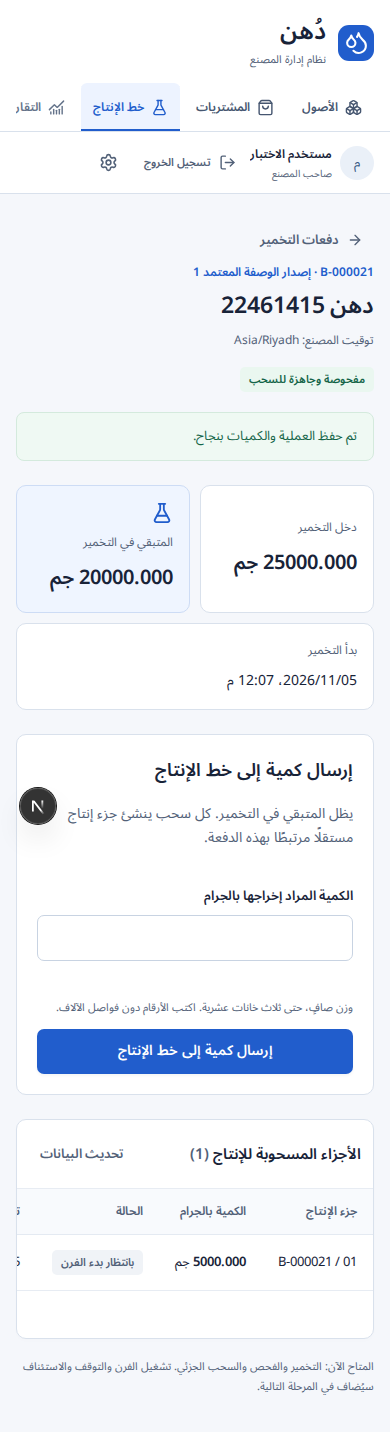 دُهن
نظام إدارة المصنع
الأصول
المشتريات
خط الإنتاج
التقار
م
مستخدم الاختبار
صاحب المصنع
تسجيل الخروج
دفعات التخمير
B-000021 · إصدار الوصفة المعتمد 1
دهن 22461415
توقيت المصنع: Asia/Riyadh
مفحوصة وجاهزة للسحب
تم حفظ العملية والكميات بنجاح.
دخل التخمير
25000.000 جم
المتبقي في التخمير
20000.000 جم
بدأ التخمير
2026/11/05، 12:07 م
إرسال كمية إلى خط الإنتاج
يظل المتبقي في التخمير. كل سحب ينشئ جزء إنتاج
مستقلًا مرتبطًا بهذه الدفعة.
N
الكمية المراد إخراجها بالجرام
وزن صافٍ، حتى ثلاث خانات عشرية. اكتب الأرقام دون فواصل الآلاف.
إرسال كمية إلى خط الإنتاج
الأجزاء المسحوبة للإنتاج (1)
تحديث البيانات
جزء الإنتاج
الكمية بالجرام
الحالة
B-000021 / 01
5000.000 جم
بانتظار بدء الفرن
المتاح الآن: التخمير والفحص والسحب الجزئي. تشغيل الفرن والتوقف والاستئناف
سيُضاف في المرحلة التالية.